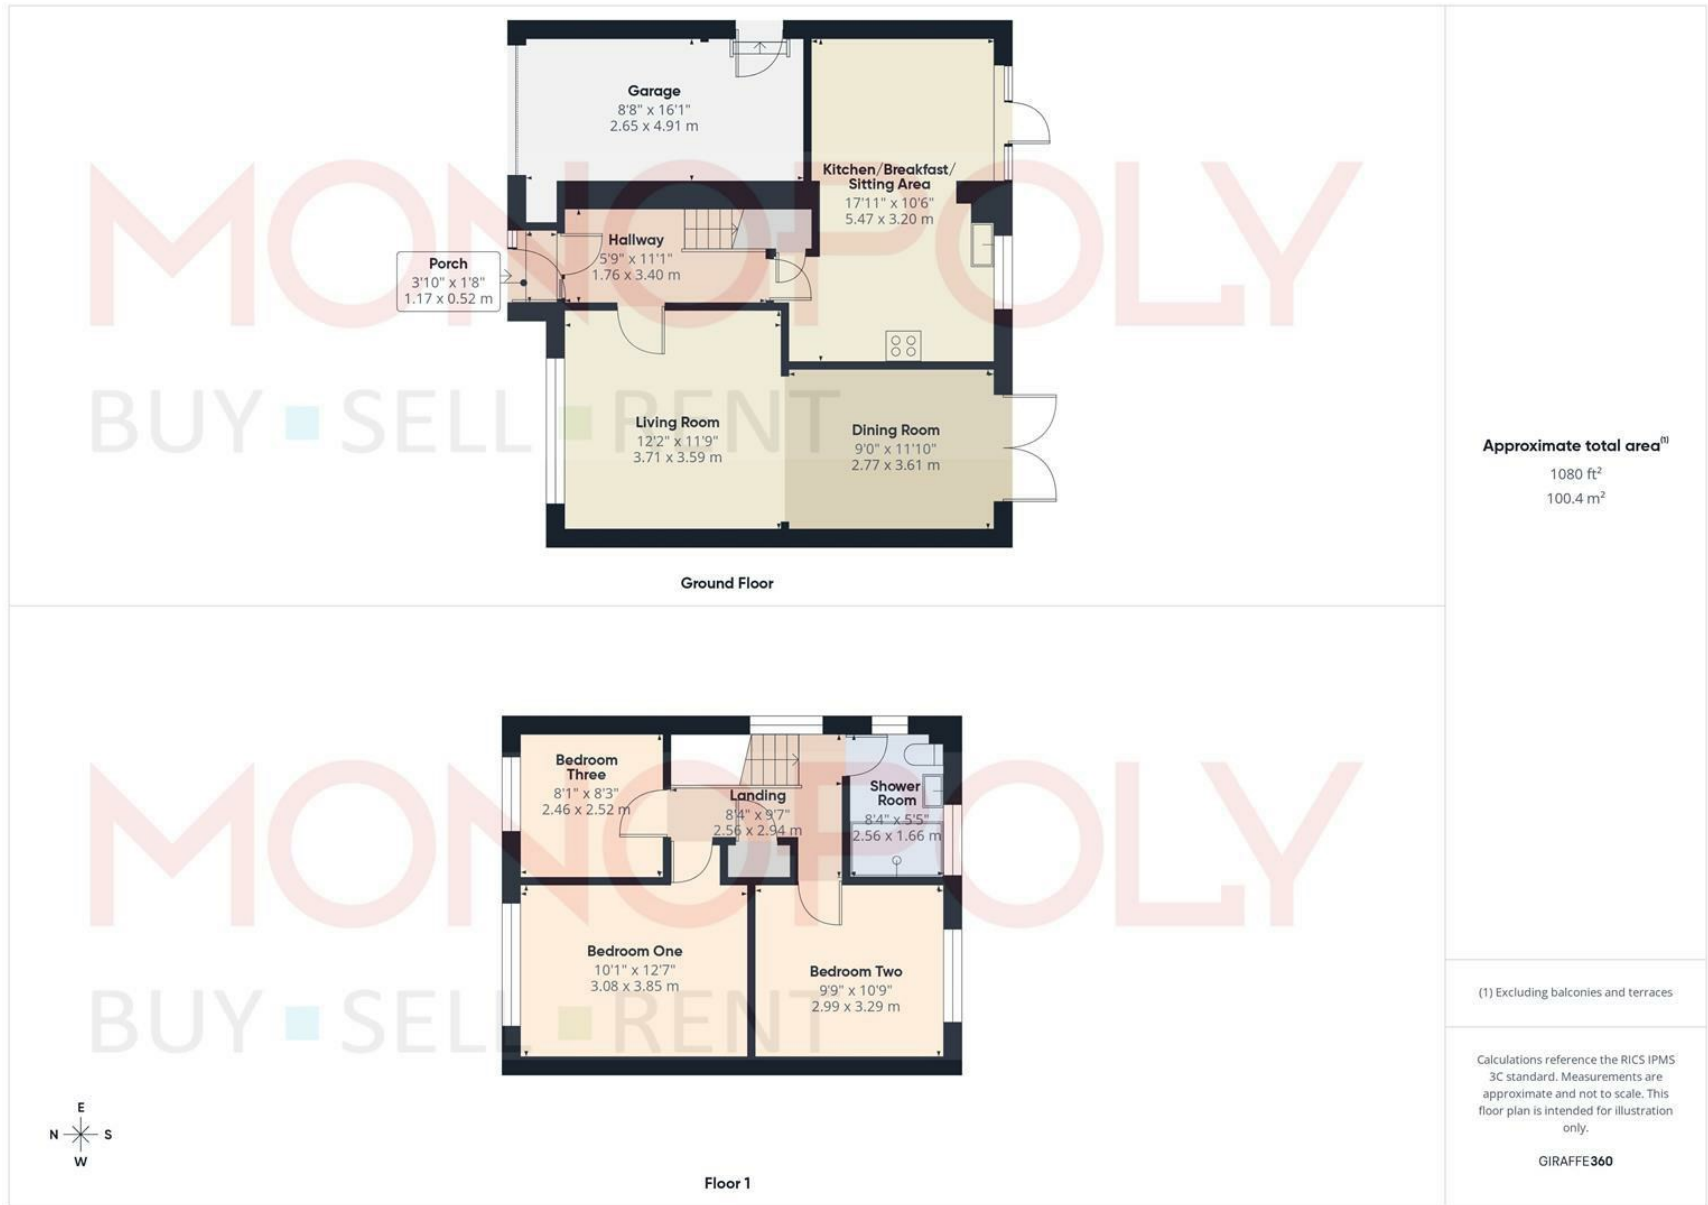 Garage
8'8" x 16'1"
2.65 x 4.91 m
Kitchen/Breakfast/
Sitting Area
17'11" x 10'6"
5.47 x 3.20 m
Hallway
5'9" x 11'1"
1.76 x 3.40 m
Porch
3'10" x 1'8"
1.17 x 0.52 m
Living Room
12'2" x 11'9"
3.71 x 3.59 m
Dining Room
9'0" x 11'10"
2.77 x 3.61 m
MONOPOLY
BUY SELL RENT
Ground Floor
Approximate total area(1)
1080 ft²
100.4 m²
Bedroom
Three
8'1" x 8'3"
2.46 x 2.52 m
Landing
8'4" x 9'7"
2.56 x 2.94 m
Shower
Room
8'4" x 5'5"
2.56 x 1.66 m
Bedroom One
10'1" x 12'7"
3.08 x 3.85 m
Bedroom Two
9'9" x 10'9"
2.99 x 3.29 m
MONOPOLY
BUY SELL RENT
E
N S
W
Floor 1
(1) Excluding balconies and terraces
Calculations reference the RICS IPMS
3C standard. Measurements are
approximate and not to scale. This
floor plan is intended for illustration
only.
GIRAFFE360